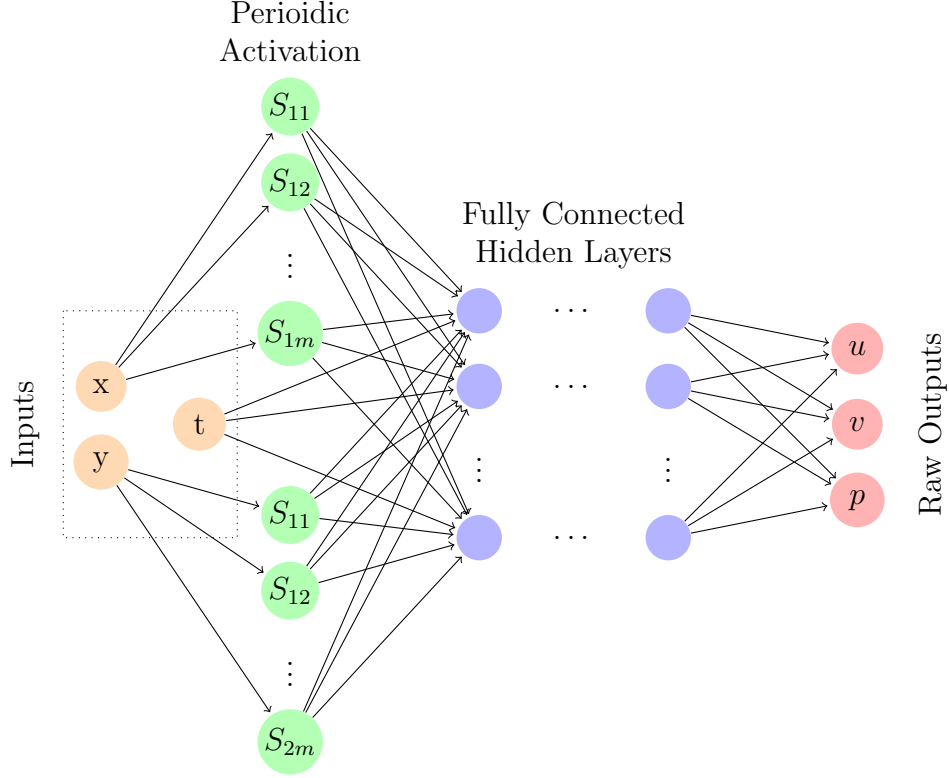 Perioidic
Activation
S11
S12
⋮
S1m
Fully Connected
Hidden Layers
⋯
⋯
⋮
⋮
⋯
Inputs
x
y
t
S11
S12
⋮
S2m
u
v
p
Raw Outputs